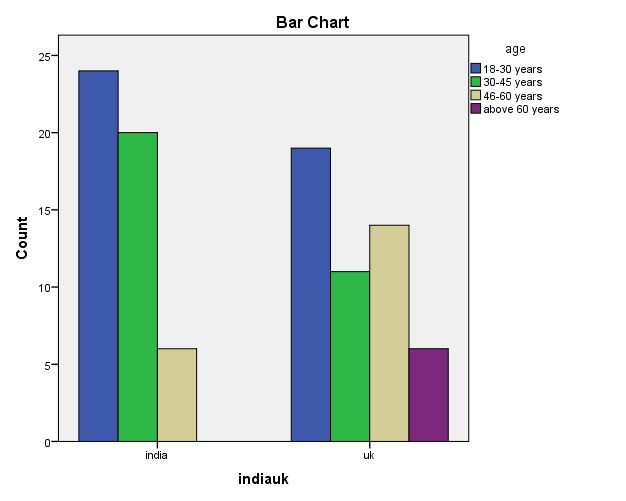 Bar Chart
age
18-30 years
30-45 years
46-60 years
above 60 years
Count
25
20
15
10
5
0
india
uk
indiauk